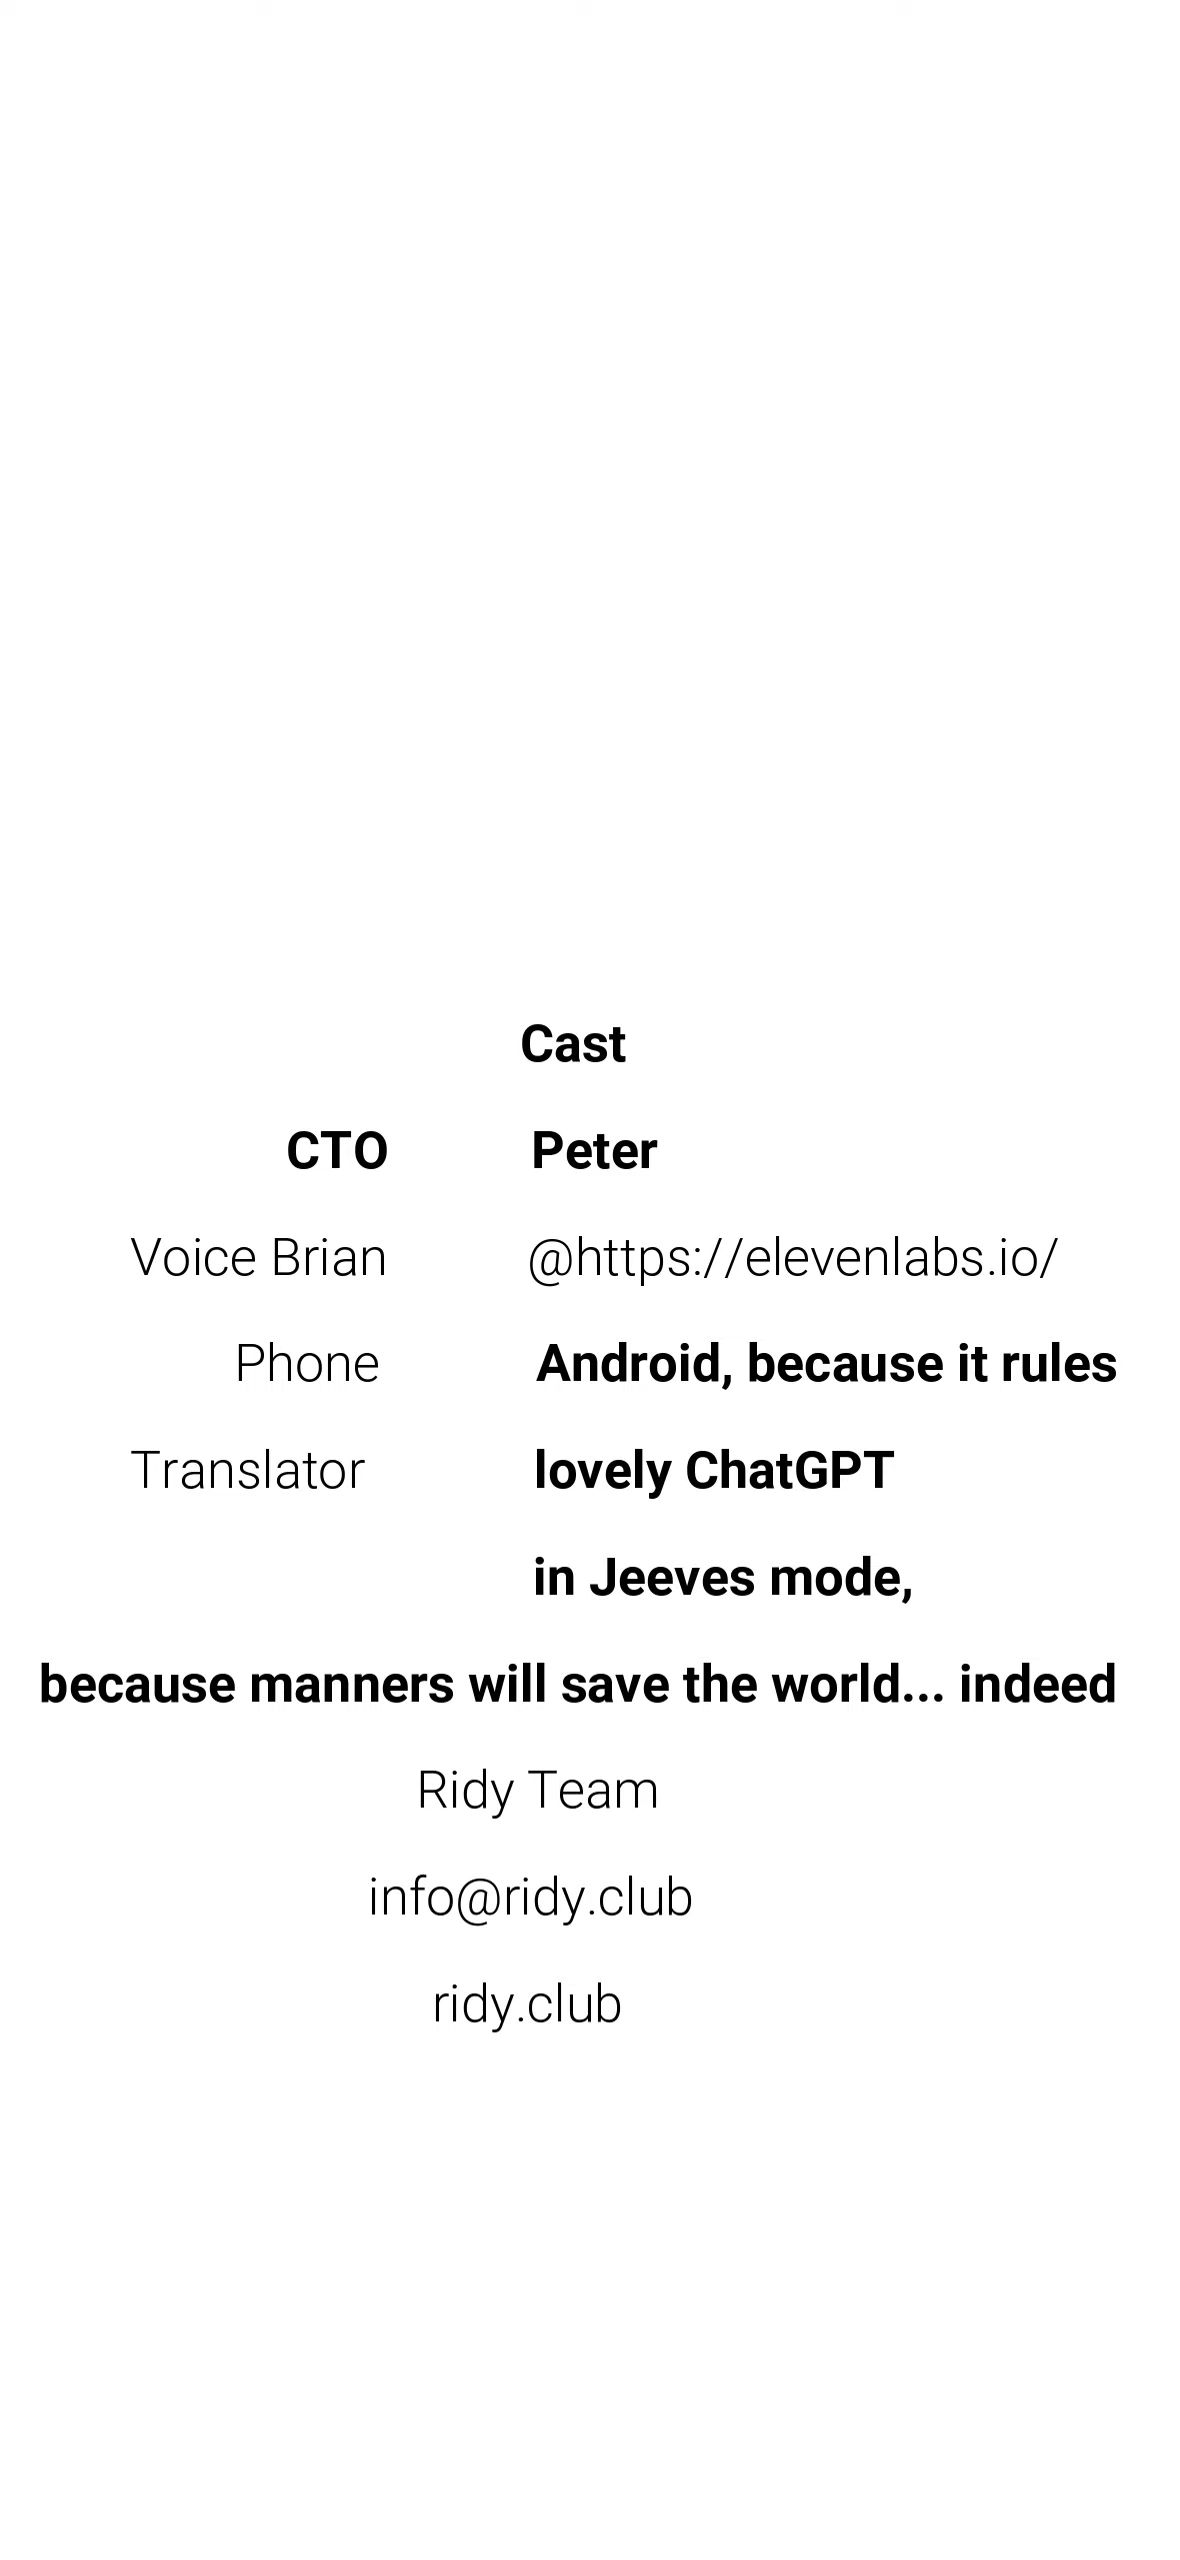 Cast
CTO Peter
Voice Brian @https://elevenlabs.io/
Phone Android, because it rules
Translator lovely ChatGPT
in Jeeves mode,
because manners will save the world... indeed
Ridy Team
info@ridy.club
ridy.club